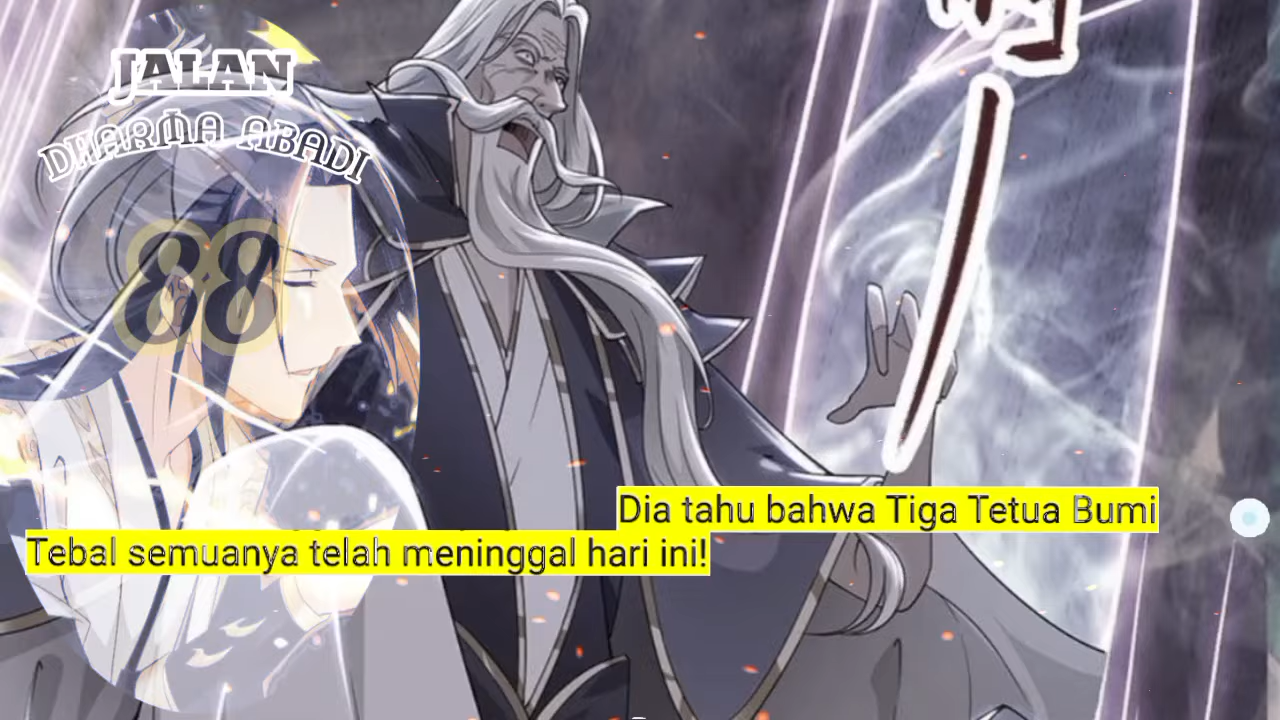 JALAN
DHARMA ABADI
88
Dia tahu bahwa Tiga Tetua Bumi
Tebal semuanya telah meninggal hari ini!